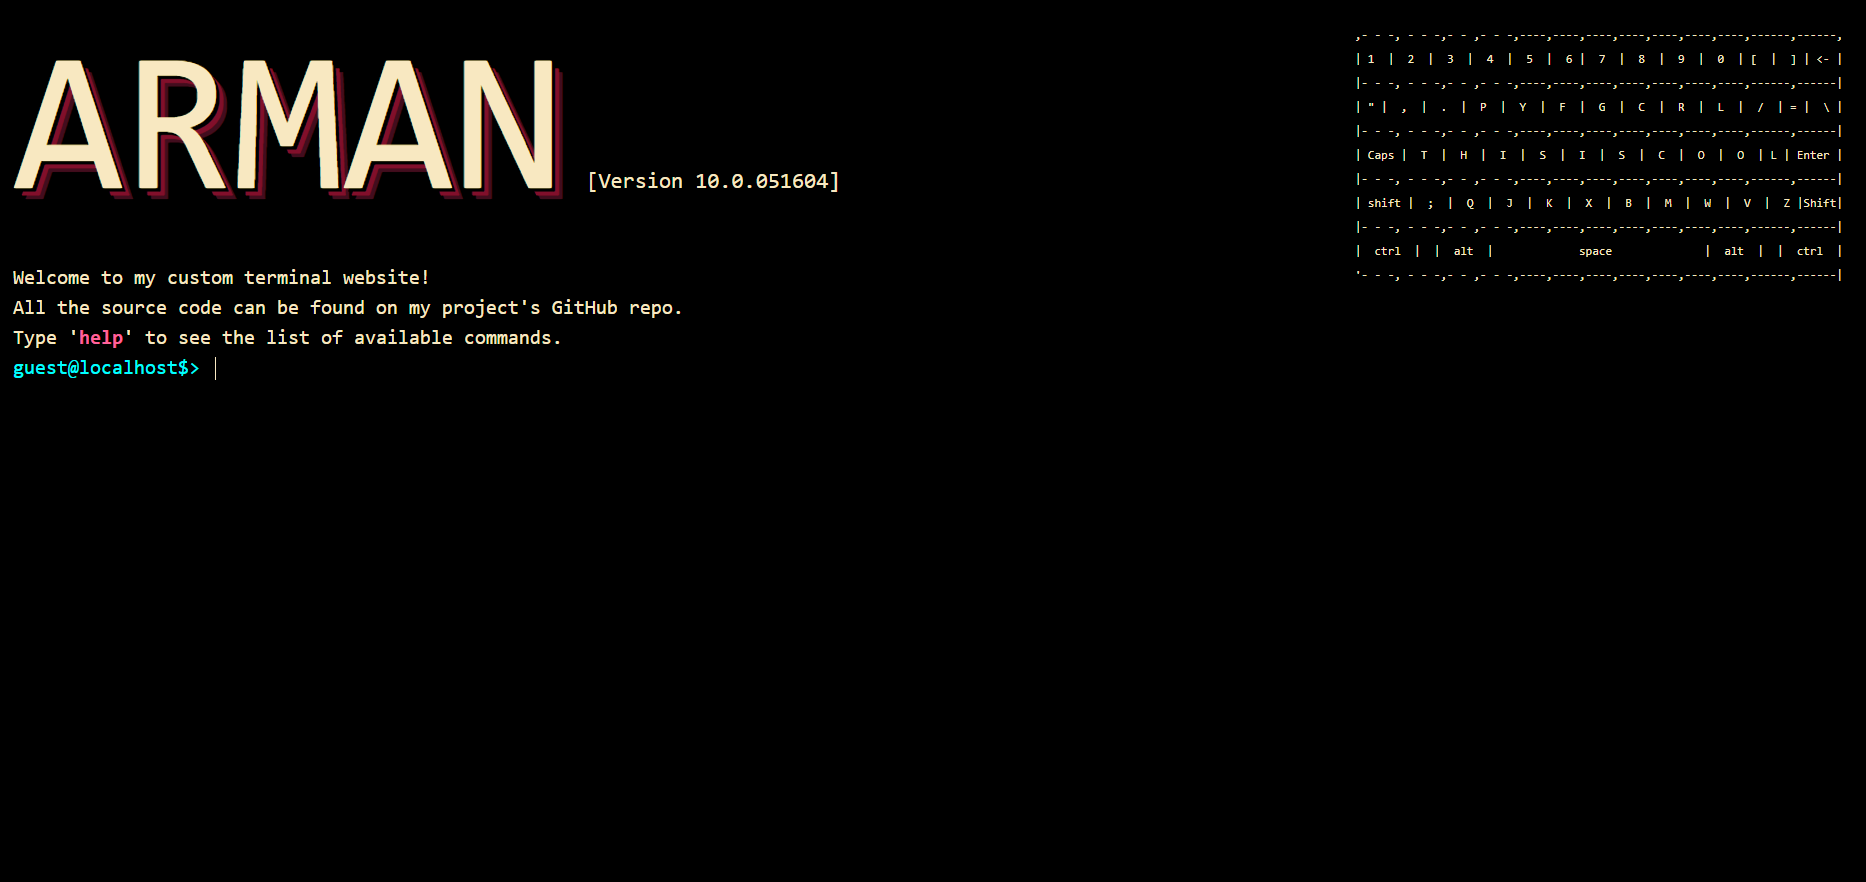 ARMAN [Version 10.0.051604]
Welcome to my custom terminal website!
All the source code can be found on my project's GitHub repo.
Type 'help' to see the list of available commands.
guest@localhost$>
,- - -, - - -,- - ,- - -,----,----,----,----,----,----,----,------,------,
| 1 | 2 | 3 | 4 | 5 | 6 | 7 | 8 | 9 | 0 | [ | ] | <- |
|- - -, - - -,- - ,- - -,----,----,----,----,----,----,----,------,------|
| " | , | . | P | Y | F | G | C | R | L | / | = | \ |
|- - -, - - -,- - ,- - -,----,----,----,----,----,----,----,------,------|
| Caps | T | H | I | S | I | S | C | O | O | L | Enter |
|- - -, - - -,- - ,- - -,----,----,----,----,----,----,----,------,------|
| shift | ; | Q | J | K | X | B | M | W | V | Z |Shift|
|- - -, - - -,- - ,- - -,----,----,----,----,----,----,----,------,------|
| ctrl | | alt | space | alt | | ctrl |
'- - -, - - -,- - ,- - -,----,----,----,----,----,----,----,------,------|